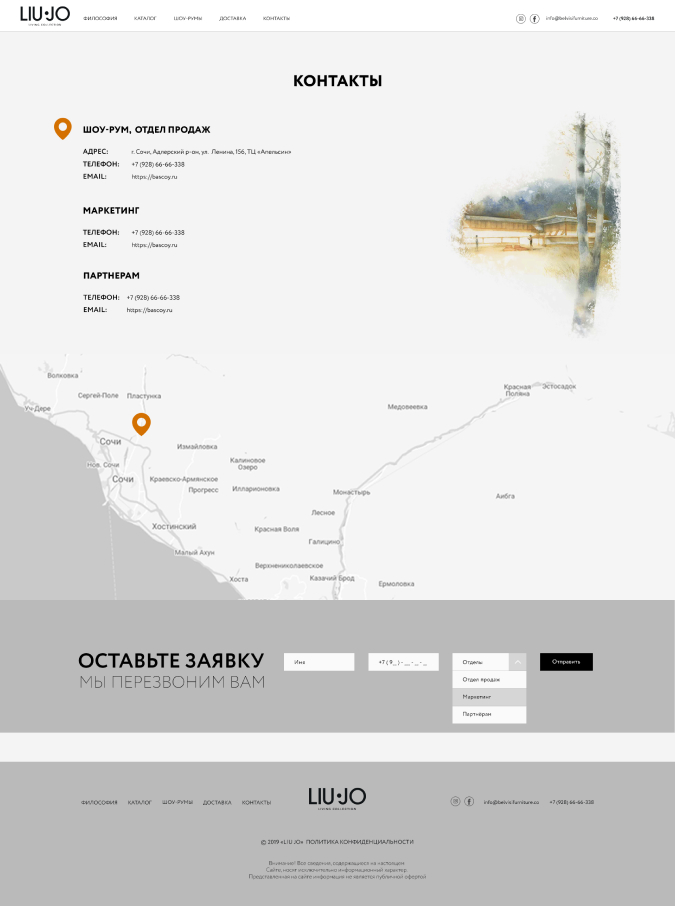 LIU·JO
LIVING COLLECTION
ФИЛОСОФИЯ КАТАЛОГ ШОУ-РУМЫ ДОСТАВКА КОНТАКТЫ
info@belvisifurniture.co +7 (928) 66-66-338
КОНТАКТЫ
ШОУ-РУМ, ОТДЕЛ ПРОДАЖ
АДРЕС: г. Сочи, Адлерский р-он, ул. Ленина, 156, ТЦ «Апельсин»
ТЕЛЕФОН: +7 (928) 66-66-338
EMAIL: https://bascoy.ru
МАРКЕТИНГ
ТЕЛЕФОН: +7 (928) 66-66-338
EMAIL: https://bascoy.ru
ПАРТНЕРАМ
ТЕЛЕФОН: +7 (928) 66-66-338
EMAIL: https://bascoy.ru
Волковка
Сергей-Поле Пластунка
Уч-Дере
Красная
Поляна
Эстосадок
Медовеевка
Сочи
Измайловка
Нов. Сочи
Калиновое
Озеро
Сочи
Краевско-Армянское
Прогресс
Илларионовка
Монастырь
Аибга
Лесное
Хостинский
Красная Воля
Галицино
Малый Ахун
Верхнениколаевское
Хоста
Казачий Брод
Ермоловка
ОСТАВЬТЕ ЗАЯВКУ
МЫ ПЕРЕЗВОНИМ ВАМ
Имя
+7 ( 9__ ) - __ - __ - __
Отделы
Отдел продаж
Маркетинг
Партнерам
Отправить
ФИЛОСОФИЯ КАТАЛОГ ШОУ-РУМЫ ДОСТАВКА КОНТАКТЫ
LIU·JO
LIVING COLLECTION
info@belvisifurniture.co +7 (928) 66-66-338
© 2019 «LIU JO» ПОЛИТИКА КОНФИДЕНЦИАЛЬНОСТИ
Внимание! Все сведения, содержащиеся на настоящем
Сайте, носят исключительно информационный характер.
Представленная на сайте информация не является публичной офертой